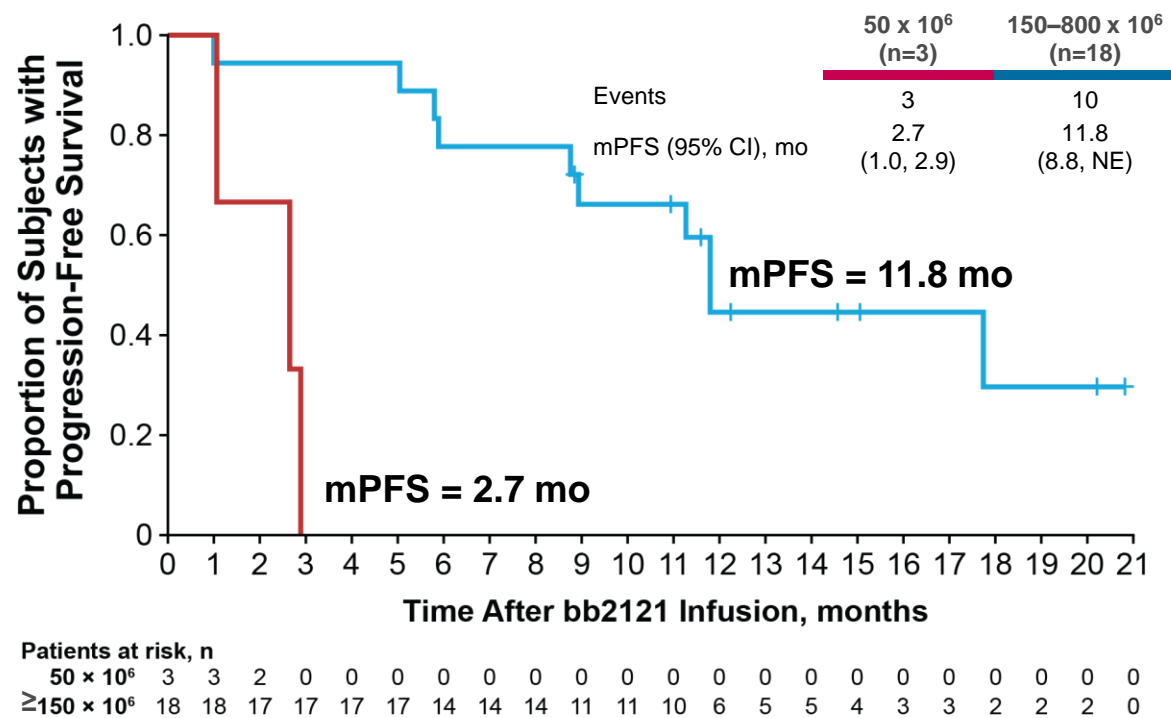 50 x 10⁶ 150–800 x 10⁶
(n=3) (n=18)
Events 3 10
mPFS (95% CI), mo 2.7 11.8
(1.0, 2.9) (8.8, NE)
Proportion of Subjects with
Progression-Free Survival
1.0
0.8
0.6
0.4
0.2
0
mPFS = 11.8 mo
mPFS = 2.7 mo
0 1 2 3 4 5 6 7 8 9 10 11 12 13 14 15 16 17 18 19 20 21
Time After bb2121 Infusion, months
Patients at risk, n
50 × 10⁶ 3 3 2 0 0 0 0 0 0 0 0 0 0 0 0 0 0 0 0 0 0 0
≥150 × 10⁶ 18 18 17 17 17 17 14 14 14 11 11 10 6 5 5 4 3 3 2 2 2 0